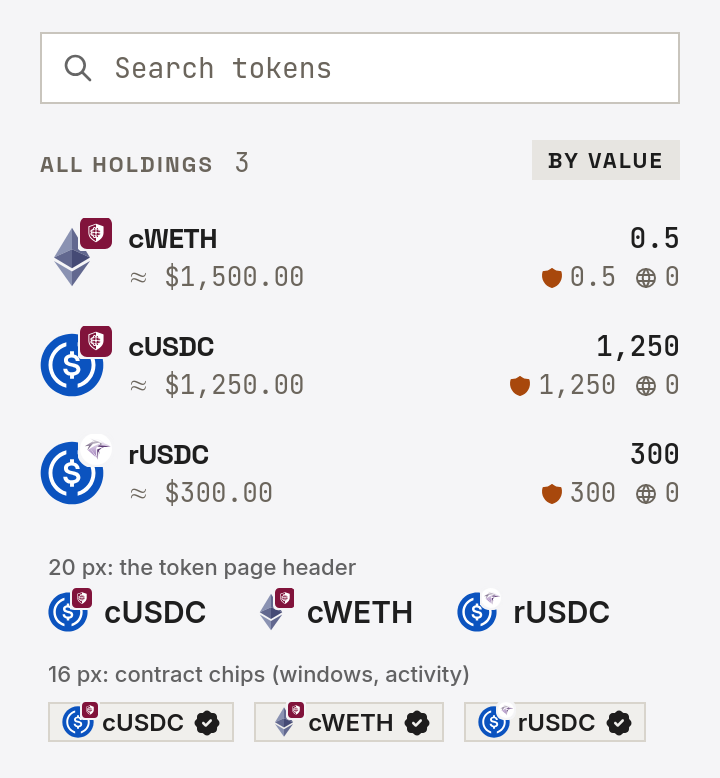 Search tokens
ALL HOLDINGS 3 BY VALUE
cWETH 0.5
≈ $1,500.00 0.5 0
cUSDC 1,250
≈ $1,250.00 1,250 0
rUSDC 300
≈ $300.00 300 0
20 px: the token page header
cUSDC cWETH rUSDC
16 px: contract chips (windows, activity)
cUSDC cWETH rUSDC